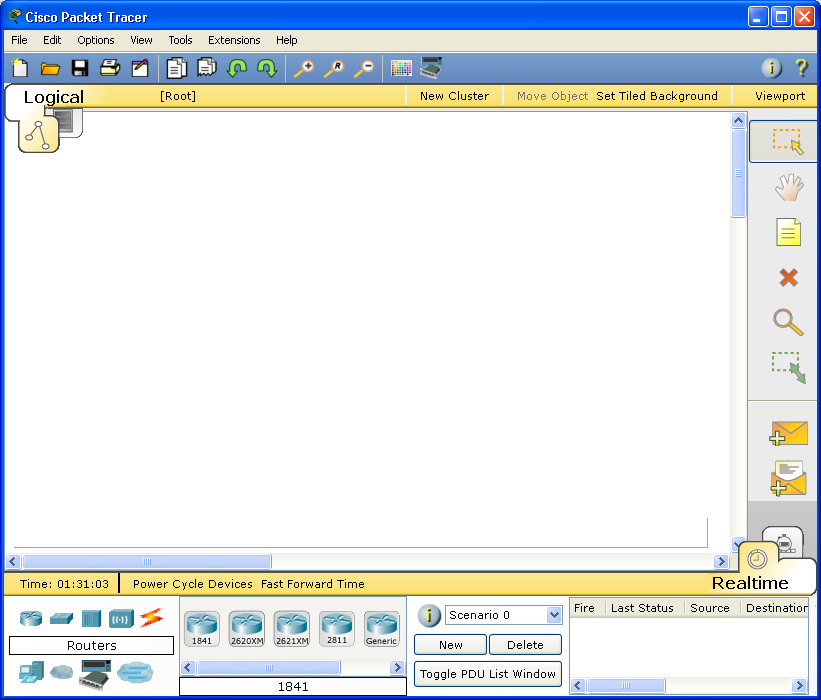 Cisco Packet Tracer
File Edit Options View Tools Extensions Help
Logical [Root] New Cluster Move Object Set Tiled Background Viewport
Time: 01:31:03 Power Cycle Devices Fast Forward Time Realtime
Scenario 0 Fire Last Status Source Destination
1841 2620XM 2621XM 2811 Generic
Routers New Delete
Toggle PDU List Window
1841